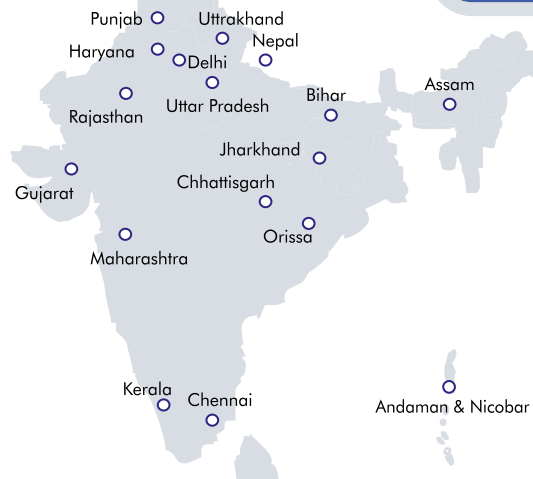 Punjab
Uttrakhand
Haryana
Nepal
Delhi
Rajasthan
Uttar Pradesh
Bihar
Assam
Jharkhand
Gujarat
Chhattisgarh
Orissa
Maharashtra
Kerala
Chennai
Andaman & Nicobar